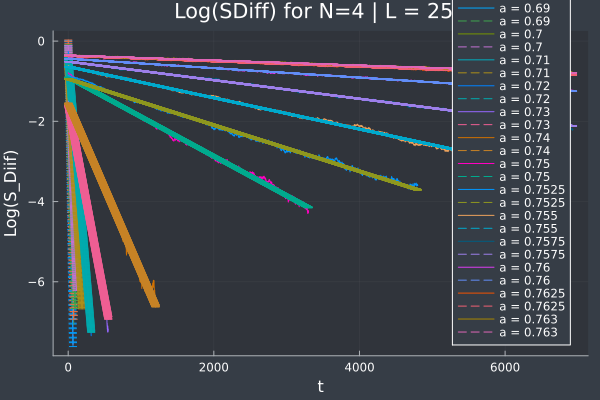 Log(SDiff) for N=4 | L = 25
Log(S_Diif)
0
−2
−4
−6
0
2000
4000
6000
t
a = 0.69
a = 0.69
a = 0.7
a = 0.7
a = 0.71
a = 0.71
a = 0.72
a = 0.72
a = 0.73
a = 0.73
a = 0.74
a = 0.74
a = 0.75
a = 0.75
a = 0.7525
a = 0.7525
a = 0.755
a = 0.755
a = 0.7575
a = 0.7575
a = 0.76
a = 0.76
a = 0.7625
a = 0.7625
a = 0.763
a = 0.763